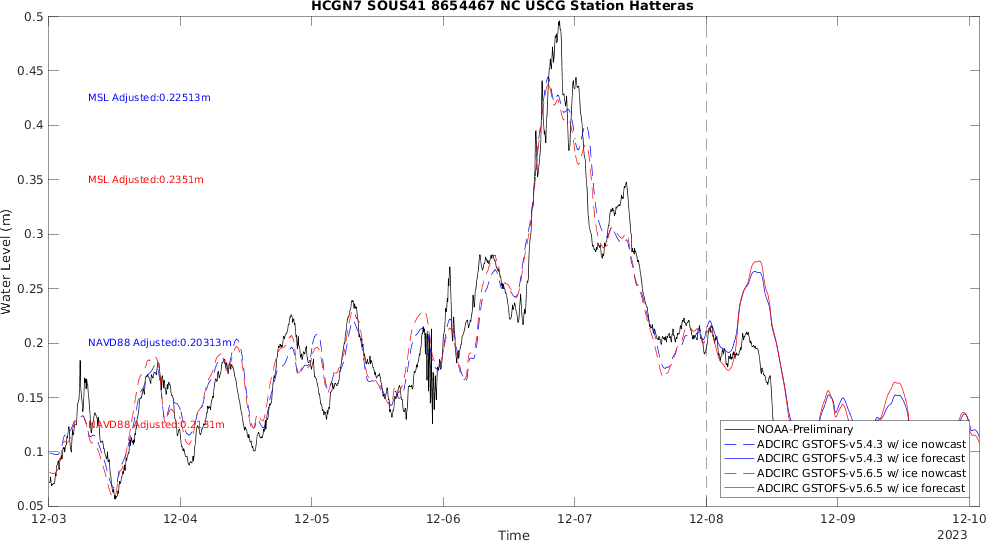 HCGN7 SOUS41 8654467 NC USCG Station Hatteras
0.5
0.45
0.4
0.35
0.3
0.25
0.2
0.15
0.1
0.05
Water Level (m)
MSL Adjusted:0.22513m
MSL Adjusted:0.2351m
NAVD88 Adjusted:0.20313m
NAVD88 Adjusted:0.2131m
NOAA-Preliminary
ADCIRC GSTOFS-v5.4.3 w/ ice nowcast
ADCIRC GSTOFS-v5.4.3 w/ ice forecast
ADCIRC GSTOFS-v5.6.5 w/ ice nowcast
ADCIRC GSTOFS-v5.6.5 w/ ice forecast
12-03 12-04 12-05 12-06 12-07 12-08 12-09 12-10
Time
2023